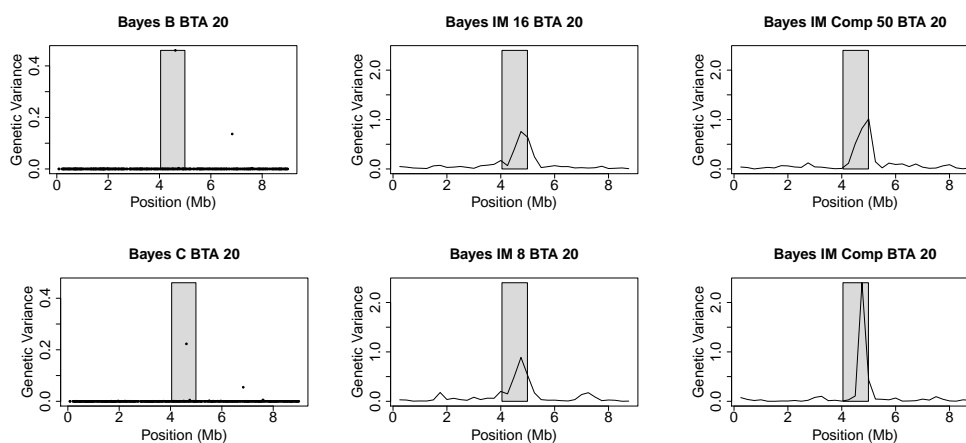 Bayes B BTA 20
Genetic Variance
0.0 0.2 0.4
0 2 4 6 8
Position (Mb)
Bayes IM 16 BTA 20
Genetic Variance
0.0 1.0 2.0
0 2 4 6 8
Position (Mb)
Bayes IM Comp 50 BTA 20
Genetic Variance
0.0 1.0 2.0
0 2 4 6 8
Position (Mb)
Bayes C BTA 20
Genetic Variance
0.0 0.2 0.4
0 2 4 6 8
Position (Mb)
Bayes IM 8 BTA 20
Genetic Variance
0.0 1.0 2.0
0 2 4 6 8
Position (Mb)
Bayes IM Comp BTA 20
Genetic Variance
0.0 1.0 2.0
0 2 4 6 8
Position (Mb)